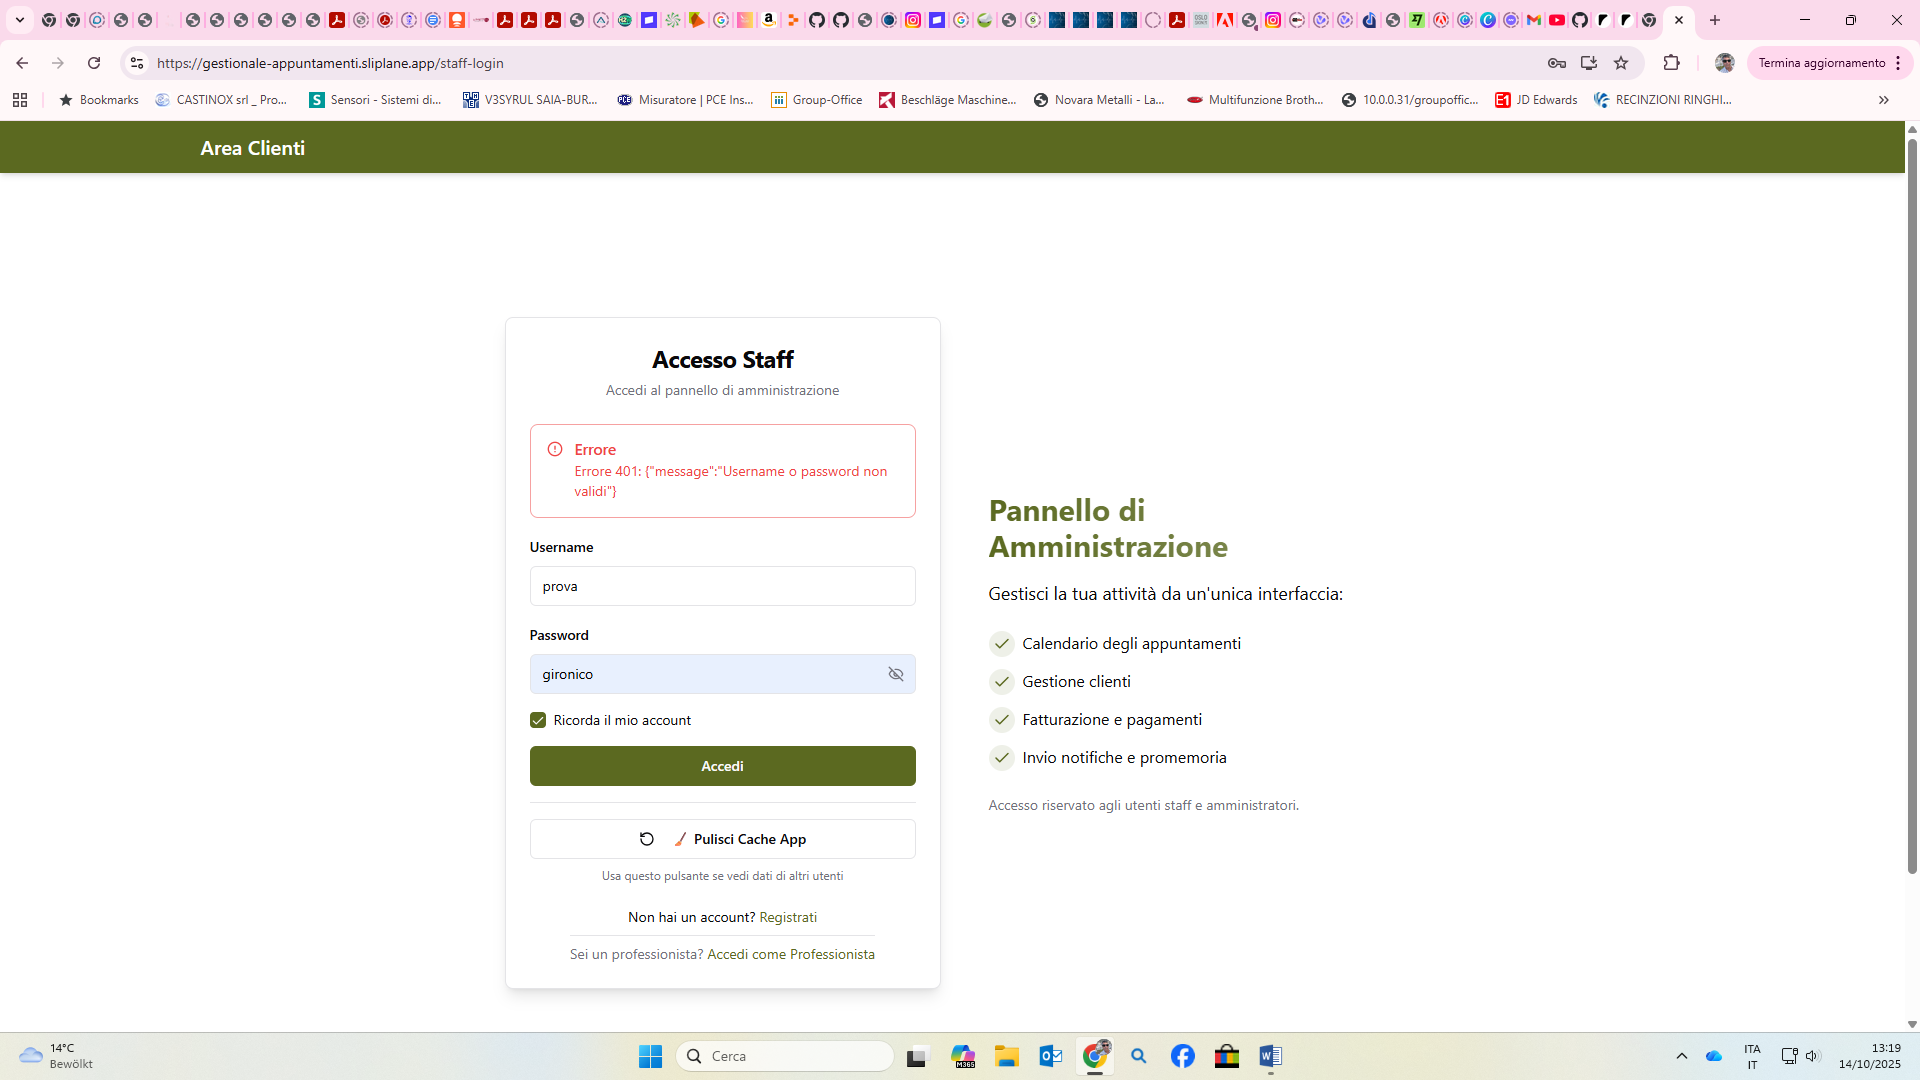 https://gestionale-appuntamenti.sliplane.app/staff-login
Termina aggiornamento
Bookmarks
CASTINOX srl _ Pro...
Sensori - Sistemi di...
V3SYRUL SAIA-BUR...
Misuratore | PCE Ins...
Group-Office
Beschläge Maschine...
Novara Metalli - La...
Multifunzione Broth...
10.0.0.31/groupoffic...
JD Edwards
RECINZIONI RINGHI...
Area Clienti
Accesso Staff
Accedi al pannello di amministrazione
Errore
Errore 401: {"message":"Username o password non
validi"}
Username
prova
Password
gironico
Ricorda il mio account
Accedi
Pulisci Cache App
Usa questo pulsante se vedi dati di altri utenti
Non hai un account? Registrati
Sei un professionista? Accedi come Professionista
Pannello di
Amministrazione
Gestisci la tua attività da un'unica interfaccia:
Calendario degli appuntamenti
Gestione clienti
Fatturazione e pagamenti
Invio notifiche e promemoria
Accesso riservato agli utenti staff e amministratori.
14°C
Bewölkt
Cerca
ITA
IT
13:19
14/10/2025